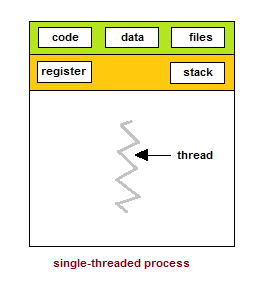 code data files
register stack
thread
single-threaded process